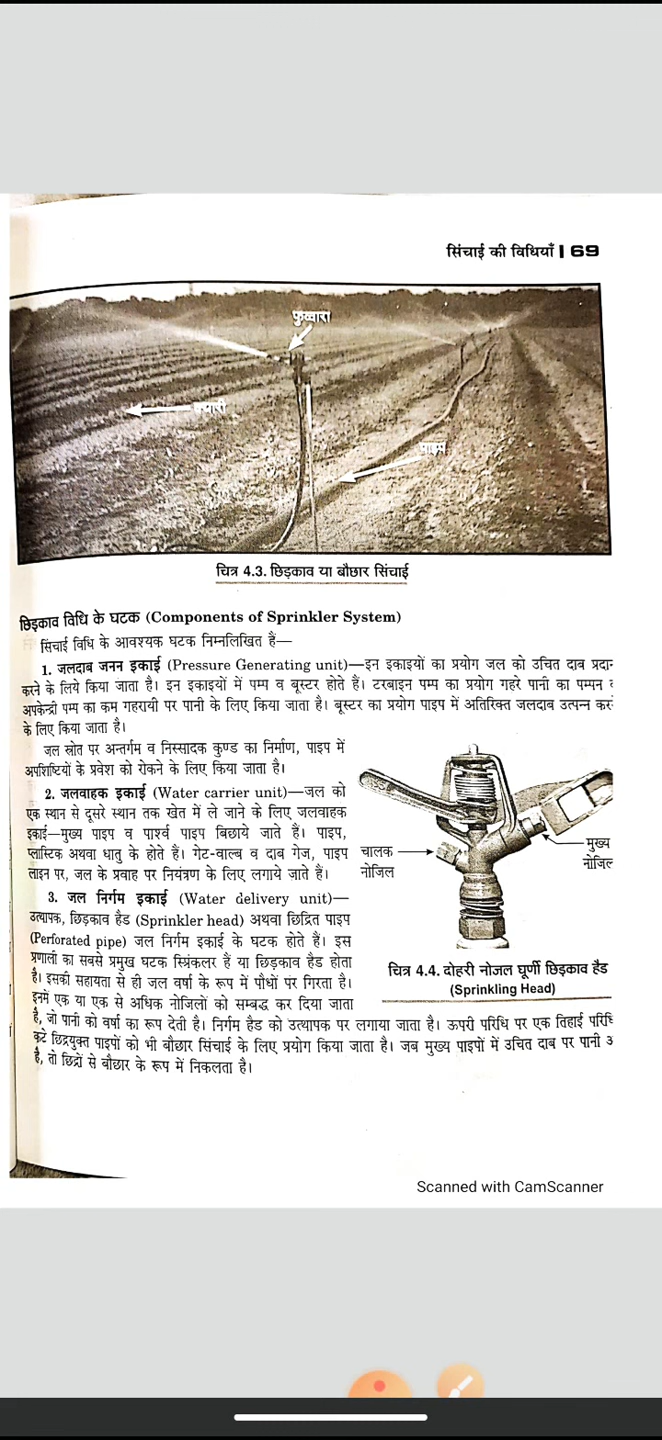 सिंचाई की विधियाँ | 69
फुव्वारा
क्यारी
पाइप
चित्र 4.3. छिड़काव या बौछार सिंचाई
छिड़काव विधि के घटक (Components of Sprinkler System)
सिंचाई विधि के आवश्यक घटक निम्नलिखित हैं—
1. जलदाब जनन इकाई (Pressure Generating unit)—इन इकाइयों का प्रयोग जल को उचित दाब
करने के लिये किया जाता है। इन इकाइयों में पम्प व बूस्टर होते हैं। टरबाइन पम्प का प्रयोग गहरे पानी का पम्पन
अपकेन्द्री पम्प का कम गहरायी पर पानी के लिए किया जाता है। बूस्टर का प्रयोग पाइप में अतिरिक्त जलदाब उत्पन्न
के लिए किया जाता है।
जल स्रोत पर अन्तर्गम व निस्सादक कुण्ड का निर्माण, पाइप में
अपशिष्टियों के प्रवेश को रोकने के लिए किया जाता है।
2. जलवाहक इकाई (Water carrier unit)—जल को
एक स्थान से दूसरे स्थान तक खेत में ले जाने के लिए जलवाहक
इकाई—मुख्य पाइप व पार्श्व पाइप बिछाये जाते हैं। पाइप,
प्लास्टिक अथवा धातु के होते हैं। गेट-वाल्ब व दाब गेज, पाइप
लाइन पर, जल के प्रवाह पर नियंत्रण के लिए लगाये जाते हैं।
3. जल निर्गम इकाई (Water delivery unit)—
उत्थापक, छिड़काव हैड (Sprinkler head) अथवा छिद्रित पाइप
(Perforated pipe) जल निर्गम इकाई के घटक होते हैं। इस
प्रणाली का सबसे प्रमुख घटक स्प्रिंकलर हैं या छिड़काव हैड होता
है। इसकी सहायता से ही जल वर्षा के रूप में पौधों पर गिरता है।
इनमें एक या एक से अधिक नोजिलों को सम्बद्ध कर दिया जाता
है, जो पानी को वर्षा का रूप देती है। निर्गम हैड को उत्थापक पर लगाया जाता है। ऊपरी परिधि पर एक तिहाई
कटे छिद्रयुक्त पाइपों को भी बौछार सिंचाई के लिए प्रयोग किया जाता है। जब मुख्य पाइपों में उचित दाब पर पानी
है, तो छिद्रों से बौछार के रूप में निकलता है।
चालक
नोजिल
मुख्य
नोजिल
चित्र 4.4. दोहरी नोजल घूर्णी छिड़काव हैड
(Sprinkling Head)
Scanned with CamScanner